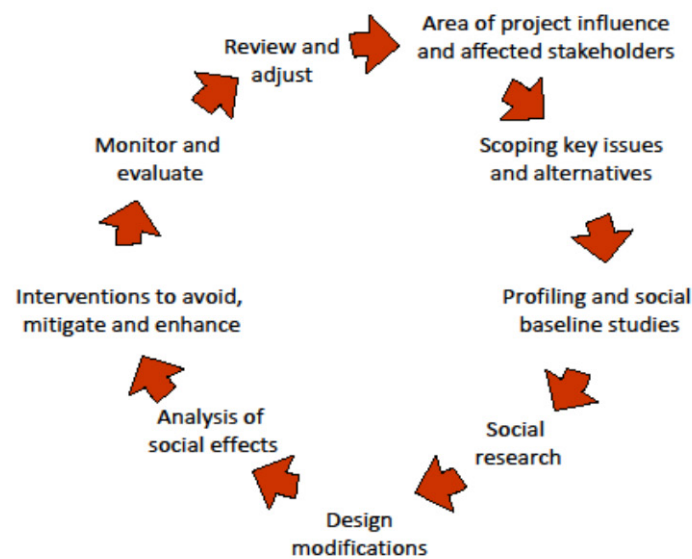 Area of project influence
and affected stakeholders
Scoping key issues
and alternatives
Profiling and social
baseline studies
Social
research
Design
modifications
Analysis of
social effects
Interventions to avoid,
mitigate and enhance
Monitor and
evaluate
Review and
adjust